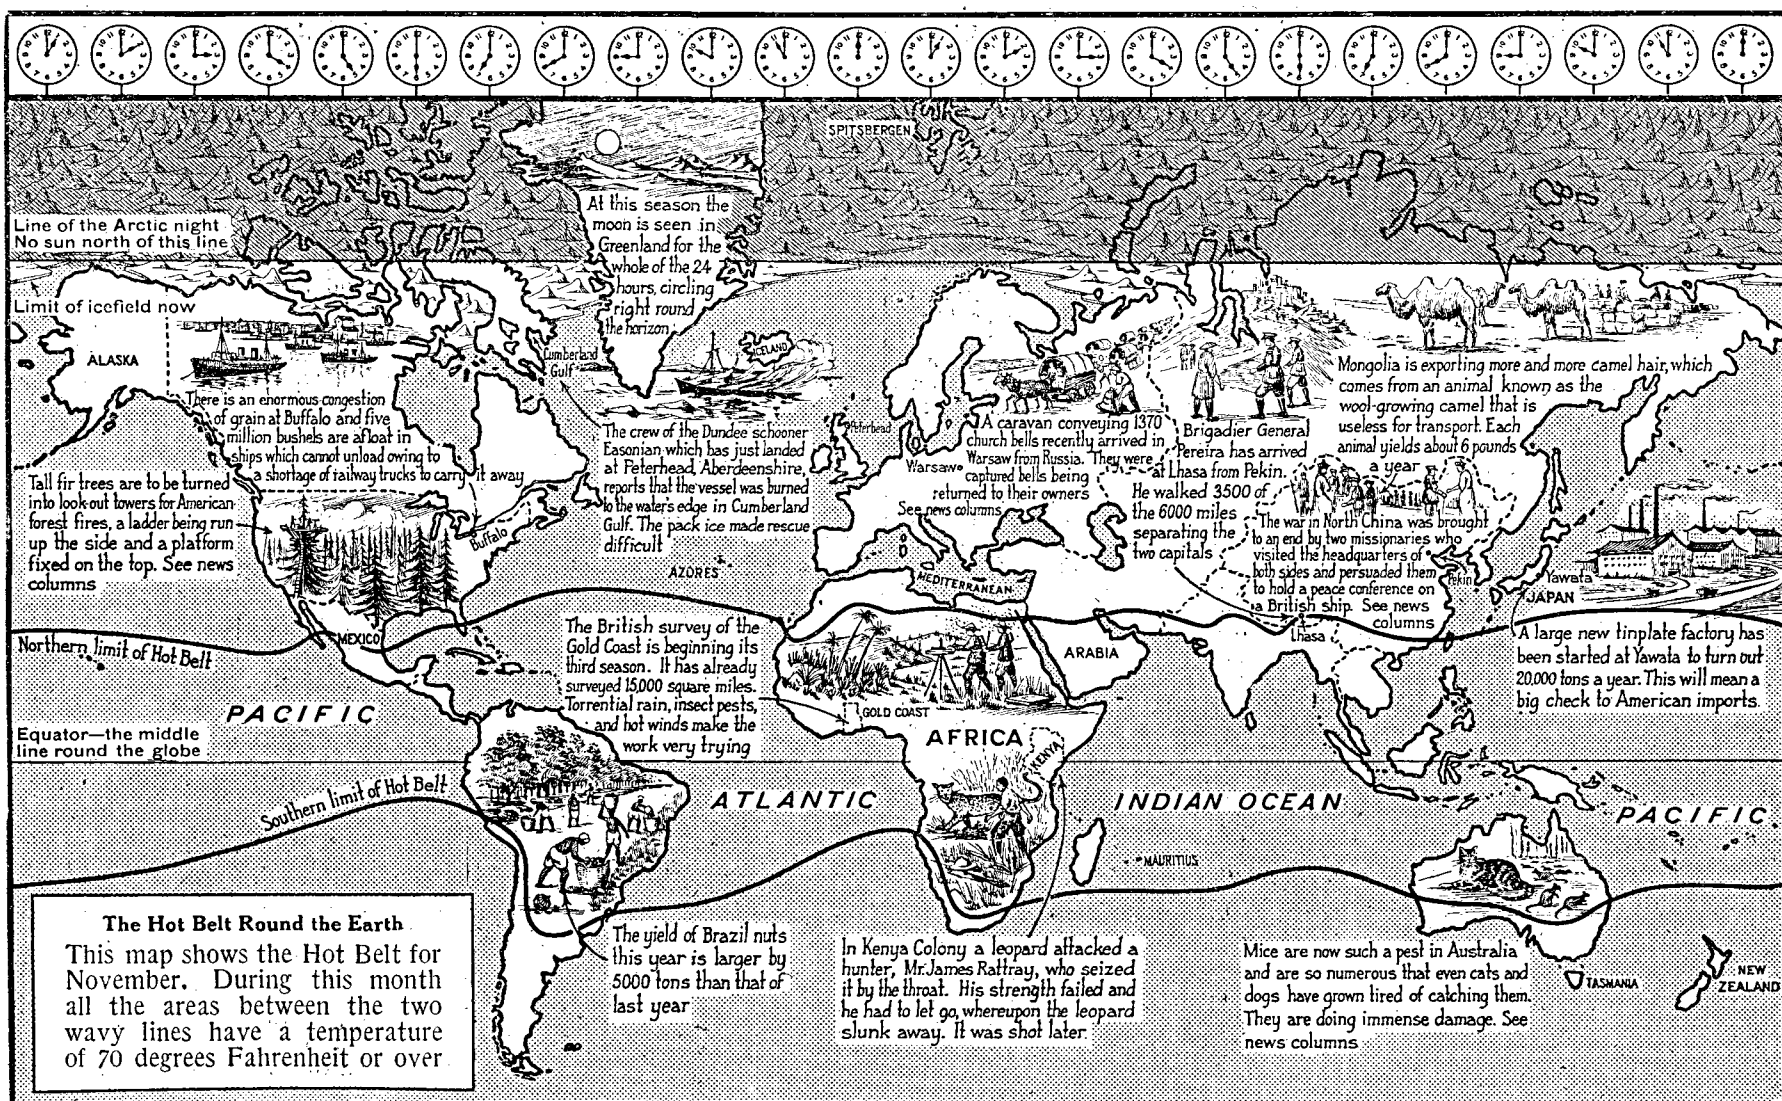 SPITSBERGEN
Line of the Arctic night
No sun north of this line
Limit of icefield now
ALASKA
At this season the
moon is seen in
Greenland for the
whole of the 24
hours, circling
right round
the horizon
Cumberland
Gulf
ICELAND
There is an enormous congestion
of grain at Buffalo and five
million bushels are afloat in
ships which cannot unload owing to
a shortage of railway trucks to carry it away
Tall fir trees are to be turned
into look-out towers for American
forest fires, a ladder being run
up the side and a platform
fixed on the top. See news
columns
Buffalo
The crew of the Dundee schooner
Easonian which has just landed
at Peterhead, Aberdeenshire,
reports that the vessel was burned
to the waters edge in Cumberland
Gulf. The pack ice made rescue
difficult
Peterhead
AZORES
Warsaw
A caravan conveying 1370
church bells recently arrived in
Warsaw from Russia. They were
captured bells being
returned to their owners
See news columns
Brigadier General
Pereira has arrived
at Lhasa from Pekin.
He walked 3500 of
the 6000 miles
separating the
two capitals
Mongolia is exporting more and more camel hair, which
comes from an animal known as the
wool-growing camel that is
useless for transport. Each
animal yields about 6 pounds
a year
The war in North China was brought
to an end by two missionaries who
visited the headquarters of
both sides and persuaded them
to hold a peace conference on
a British ship. See news
columns
Pekin
Lhasa
Yawata
JAPAN
A large new tinplate factory has
been started at Yawata to turn out
20,000 tons a year. This will mean a
big check to American imports.
MEDITERRANEAN
ARABIA
MEXICO
Northern limit of Hot Belt
PACIFIC
Equator—the middle
line round the globe
Southern limit of Hot Belt
The British survey of the
Gold Coast is beginning its
third season. It has already
surveyed 15,000 square miles.
Torrential rain, insect pests,
and hot winds make the
work very trying
GOLD COAST
AFRICA
KENYA
ATLANTIC
INDIAN OCEAN
PACIFIC
MAURITIUS
The Hot Belt Round the Earth
This map shows the Hot Belt for
November. During this month
all the areas between the two
wavy lines have a temperature
of 70 degrees Fahrenheit or over
The yield of Brazil nuts
this year is larger by
5000 tons than that of
last year
In Kenya Colony a leopard attacked a
hunter, Mr. James Rattray, who seized
it by the throat. His strength failed and
he had to let go, whereupon the leopard
slunk away. It was shot later.
Mice are now such a pest in Australia
and are so numerous that even cats and
dogs have grown tired of catching them.
They are doing immense damage. See
news columns
TASMANIA
NEW
ZEALAND